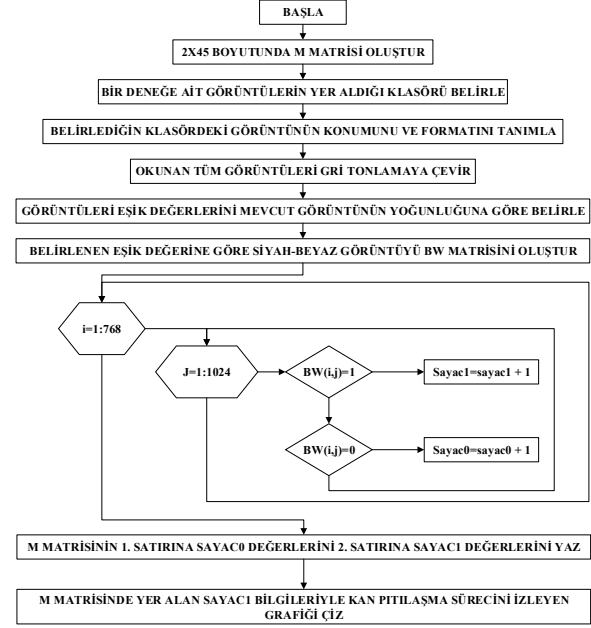 BAŞLA
2X45 BOYUTUNDA M MATRİSİ OLUŞTUR
BİR DENEĞE AİT GÖRÜNTÜLERİN YER ALDIĞI KLASÖRÜ BELİRLE
BELİRLEDİĞİN KLASÖRDEKİ GÖRÜNTÜNÜN KONUMUNU VE FORMATINI TANIMLA
OKUNAN TÜM GÖRÜNTÜLERİ GRİ TONLAMAYA ÇEVİR
GÖRÜNTÜLERİ EŞİK DEĞERLERİNİ MEVCUT GÖRÜNTÜNÜN YOĞUNLUĞUNA GÖRE BELİRLE
BELİRLENEN EŞİK DEĞERİNE GÖRE SİYAH-BEYAZ GÖRÜNTÜYÜ BW MATRİSİNİ OLUŞTUR
i=1:768
J=1:1024
BW(i,j)=1
Sayac1=sayac1 + 1
BW(i,j)=0
Sayac0=sayac0 + 1
M MATRİSİNİN 1. SATIRINA SAYAC0 DEĞERLERİNİ 2. SATIRINA SAYAC1 DEĞERLERİNİ YAZ
M MATRİSİNDE YER ALAN SAYAC1 BİLGİLERİYLE KAN PITILAŞMA SÜRECİNİ İZLEYEN
GRAFİĞİ ÇİZ